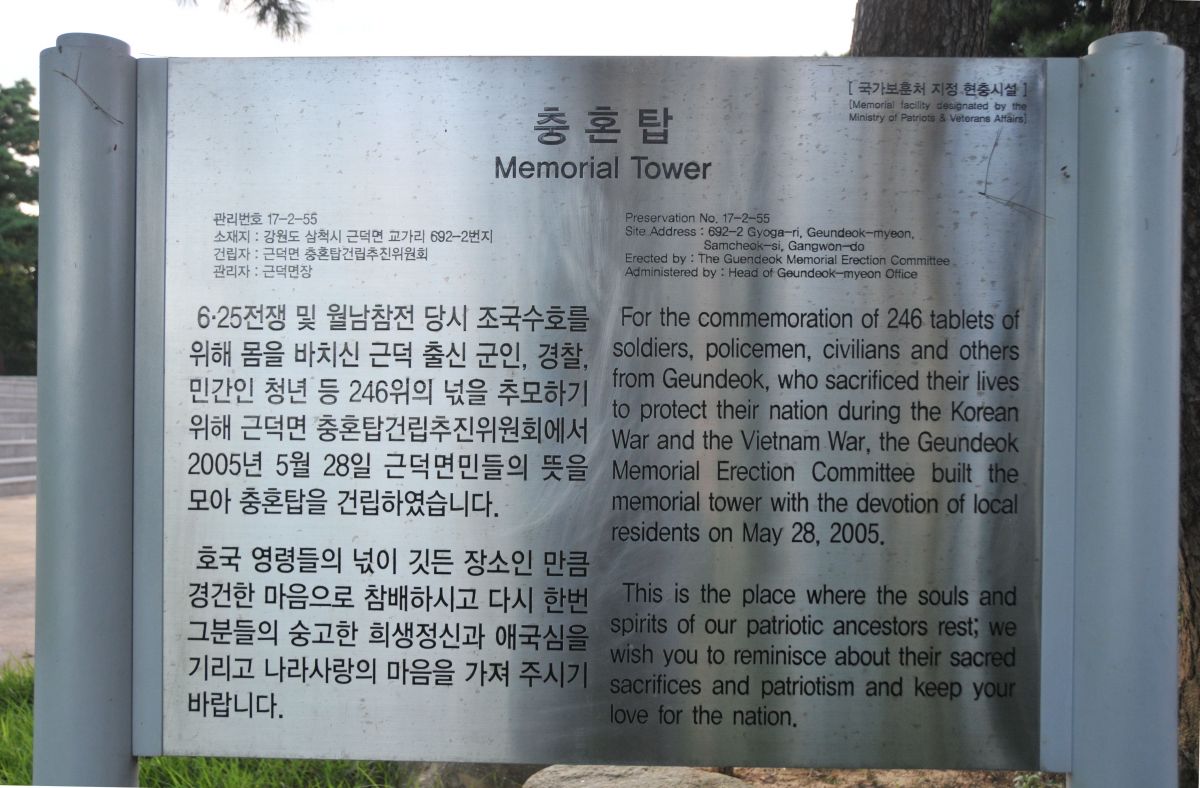 [ 국가보훈처 지정 현충시설 ]
[Memorial facility designated by the
Ministry of Patriots & Veterans Affairs]
충혼탑
Memorial Tower
관리번호 17-2-55
소재지 : 강원도 삼척시 근덕면 교가리 692-2번지
건립자 : 근덕면 충혼탑건립추진위원회
관리자 : 근덕면장
6·25전쟁 및 월남참전 당시 조국수호를
위해 몸을 바치신 근덕 출신 군인, 경찰,
민간인 청년 등 246위의 넋을 추모하기
위해 근덕면 충혼탑건립추진위원회에서
2005년 5월 28일 근덕면민들의 뜻을
모아 충혼탑을 건립하였습니다.
호국 영령들의 넋이 깃든 장소인 만큼
경건한 마음으로 참배하시고 다시 한번
그분들의 숭고한 희생정신과 애국심을
기리고 나라사랑의 마음을 가져 주시기
바랍니다.
Preservation No. 17-2-55
Site Address : 692-2 Gyoga-ri, Geundeok-myeon,
Samcheok-si, Gangwon-do
Erected by : The Guendeok Memorial Erection Committee
Administered by : Head of Geundeok-myeon Office
For the commemoration of 246 tablets of
soldiers, policemen, civilians and others
from Geundeok, who sacrificed their lives
to protect their nation during the Korean
War and the Vietnam War, the Geundeok
Memorial Erection Committee built the
memorial tower with the devotion of local
residents on May 28, 2005.
This is the place where the souls and
spirits of our patriotic ancestors rest; we
wish you to reminisce about their sacred
sacrifices and patriotism and keep your
love for the nation.